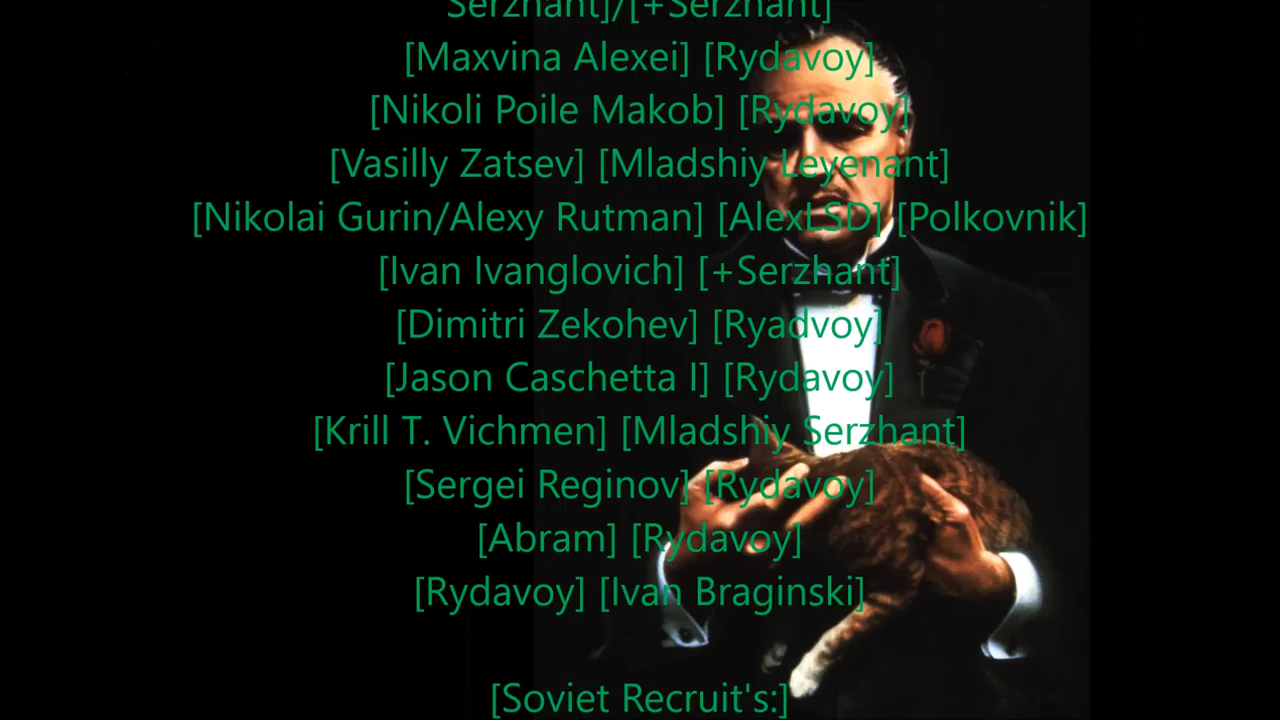 Serzhant]/[+Serzhant]
[Maxvina Alexei] [Rydavoy]
[Nikoli Poile Makob] [Rydavoy]
[Vasilly Zatsev] [Mladshiy Leyenant]
[Nikolai Gurin/Alexy Rutman] [AlexLSD] [Polkovnik]
[Ivan Ivanglovich] [+Serzhant]
[Dimitri Zekohev] [Ryadvoy]
[Jason Caschetta I] [Rydavoy]
[Krill T. Vichmen] [Mladshiy Serzhant]
[Sergei Reginov] [Rydavoy]
[Abram] [Rydavoy]
[Rydavoy] [Ivan Braginski]
[Soviet Recruit's:]